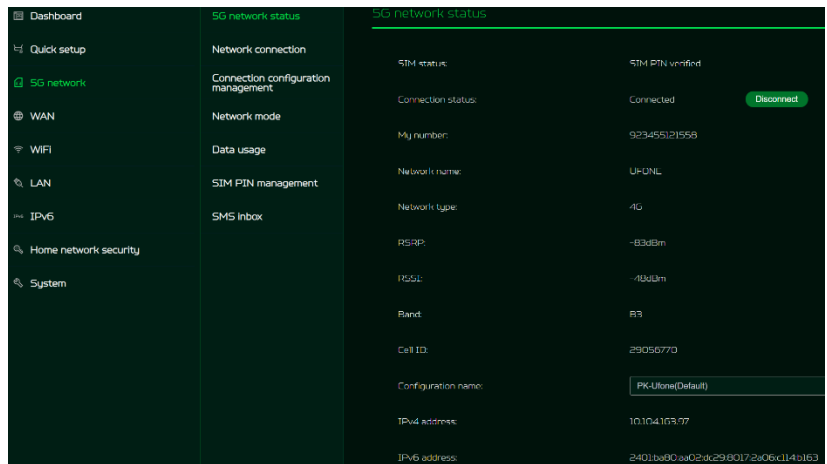 Dashboard
Quick setup
5G network
WAN
WiFi
LAN
IPv6
Home network security
System
5G network status
Network connection
Connection configuration
management
Network mode
Data usage
SIM PIN management
SMS inbox
5G network status
SIM status: SIM PIN verified
Connection status: Connected Disconnect
My number: 923455121558
Network name: UFONE
Network type: 4G
RSRP: -83dBm
RSSI: -48dBm
Band: B3
Cell ID: 29056770
Configuration name: PK-Ufone(Default)
IPv4 address: 10.104.163.97
IPv6 address: 2401:ba80:aa02:dc29:8017:2a06:c114:b163